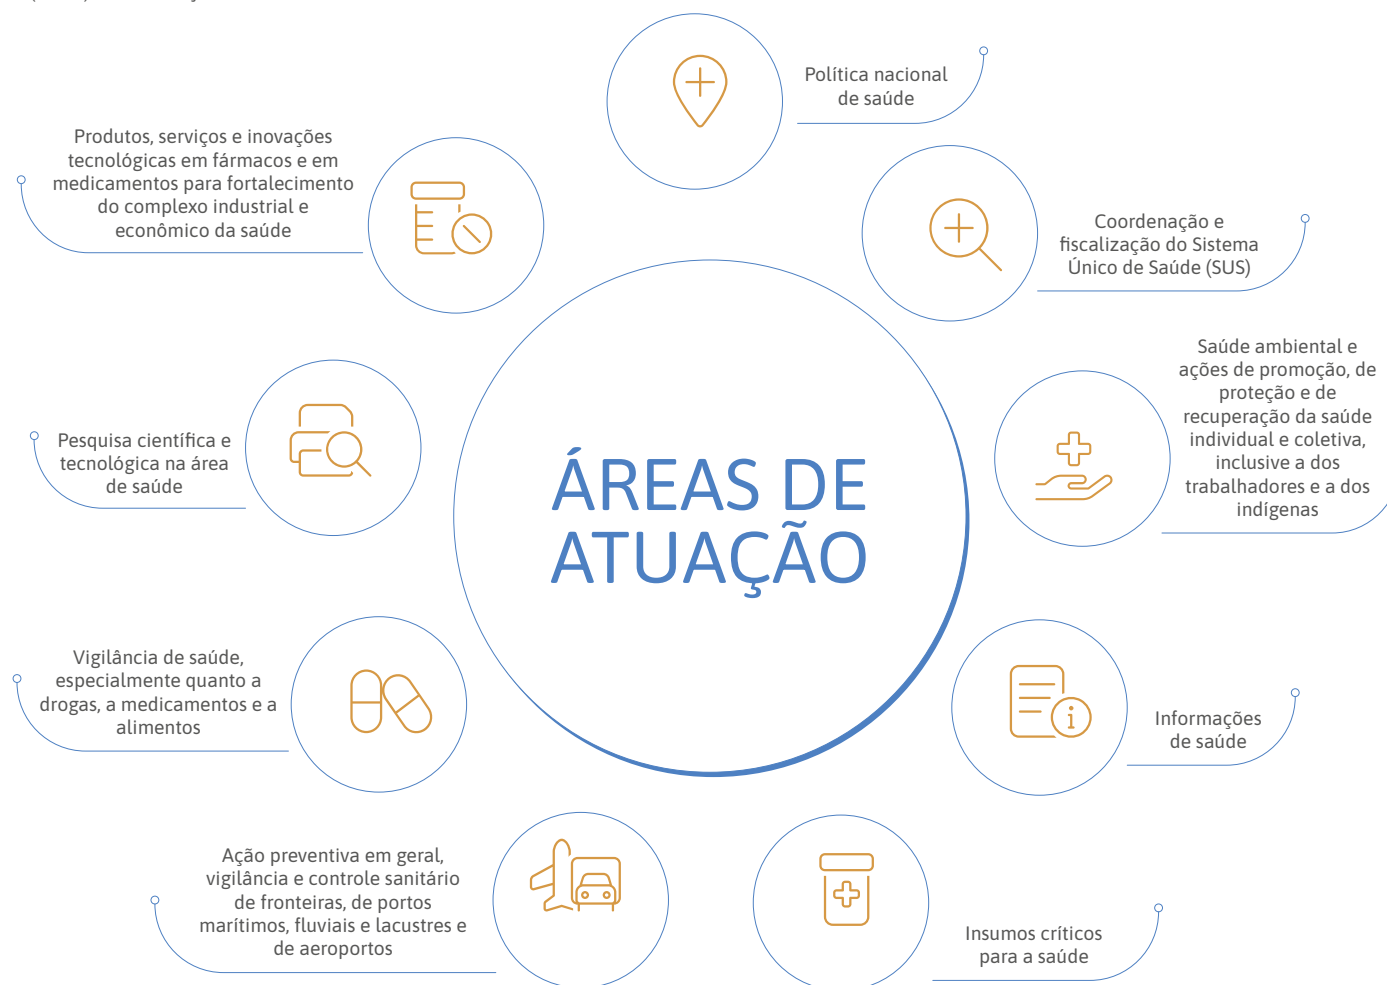 Política nacional
de saúde
Coordenação e
fiscalização do Sistema
Único de Saúde (SUS)
Saúde ambiental e
ações de promoção, de
proteção e de
recuperação da saúde
individual e coletiva,
inclusive a dos
trabalhadores e a dos
indígenas
Informações
de saúde
Insumos críticos
para a saúde
Ação preventiva em geral,
vigilância e controle sanitário
de fronteiras, de portos
marítimos, fluviais e lacustres e
de aeroportos
Vigilância de saúde,
especialmente quanto a
drogas, a medicamentos e a
alimentos
Pesquisa científica e
tecnológica na área
de saúde
Produtos, serviços e inovações
tecnológicas em fármacos e em
medicamentos para fortalecimento
do complexo industrial e
econômico da saúde
ÁREAS DE
ATUAÇÃO